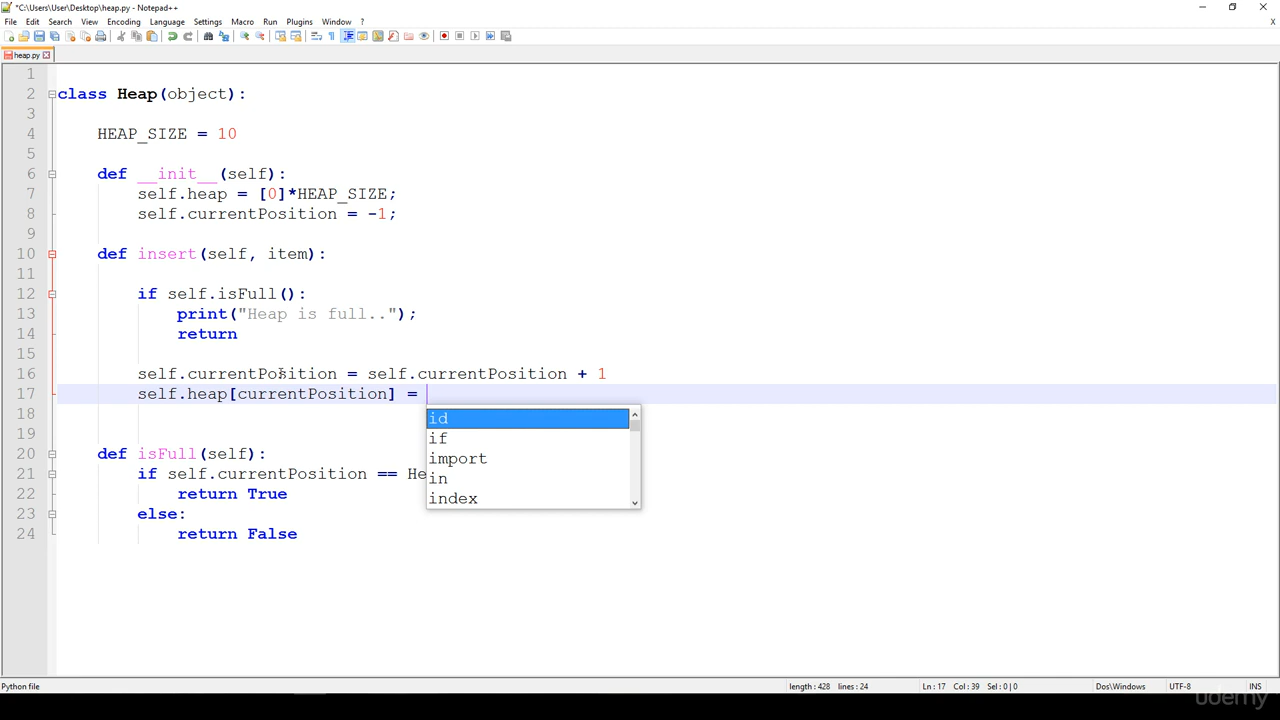 *C:\Users\User\Desktop\heap.py - Notepad++
File Edit Search View Encoding Language Settings Macro Run Plugins Window ?
X
heap.py
1
2 class Heap(object):
3
4 HEAP_SIZE = 10
5
6 def __init__(self):
7 self.heap = [0]*HEAP_SIZE;
8 self.currentPosition = -1;
9
10 def insert(self, item):
11
12 if self.isFull():
13 print("Heap is full..");
14 return
15
16 self.currentPosition = self.currentPosition + 1
17 self.heap[currentPosition] =
18 id
19 if
20 def isFull(self): import
21 if self.currentPosition == He in
22 return True index
23 else:
24 return False
Python file length : 428 lines : 24 Ln : 17 Col : 39 Sel : 0 | 0 Dos\Windows UTF-8 INS
udemy